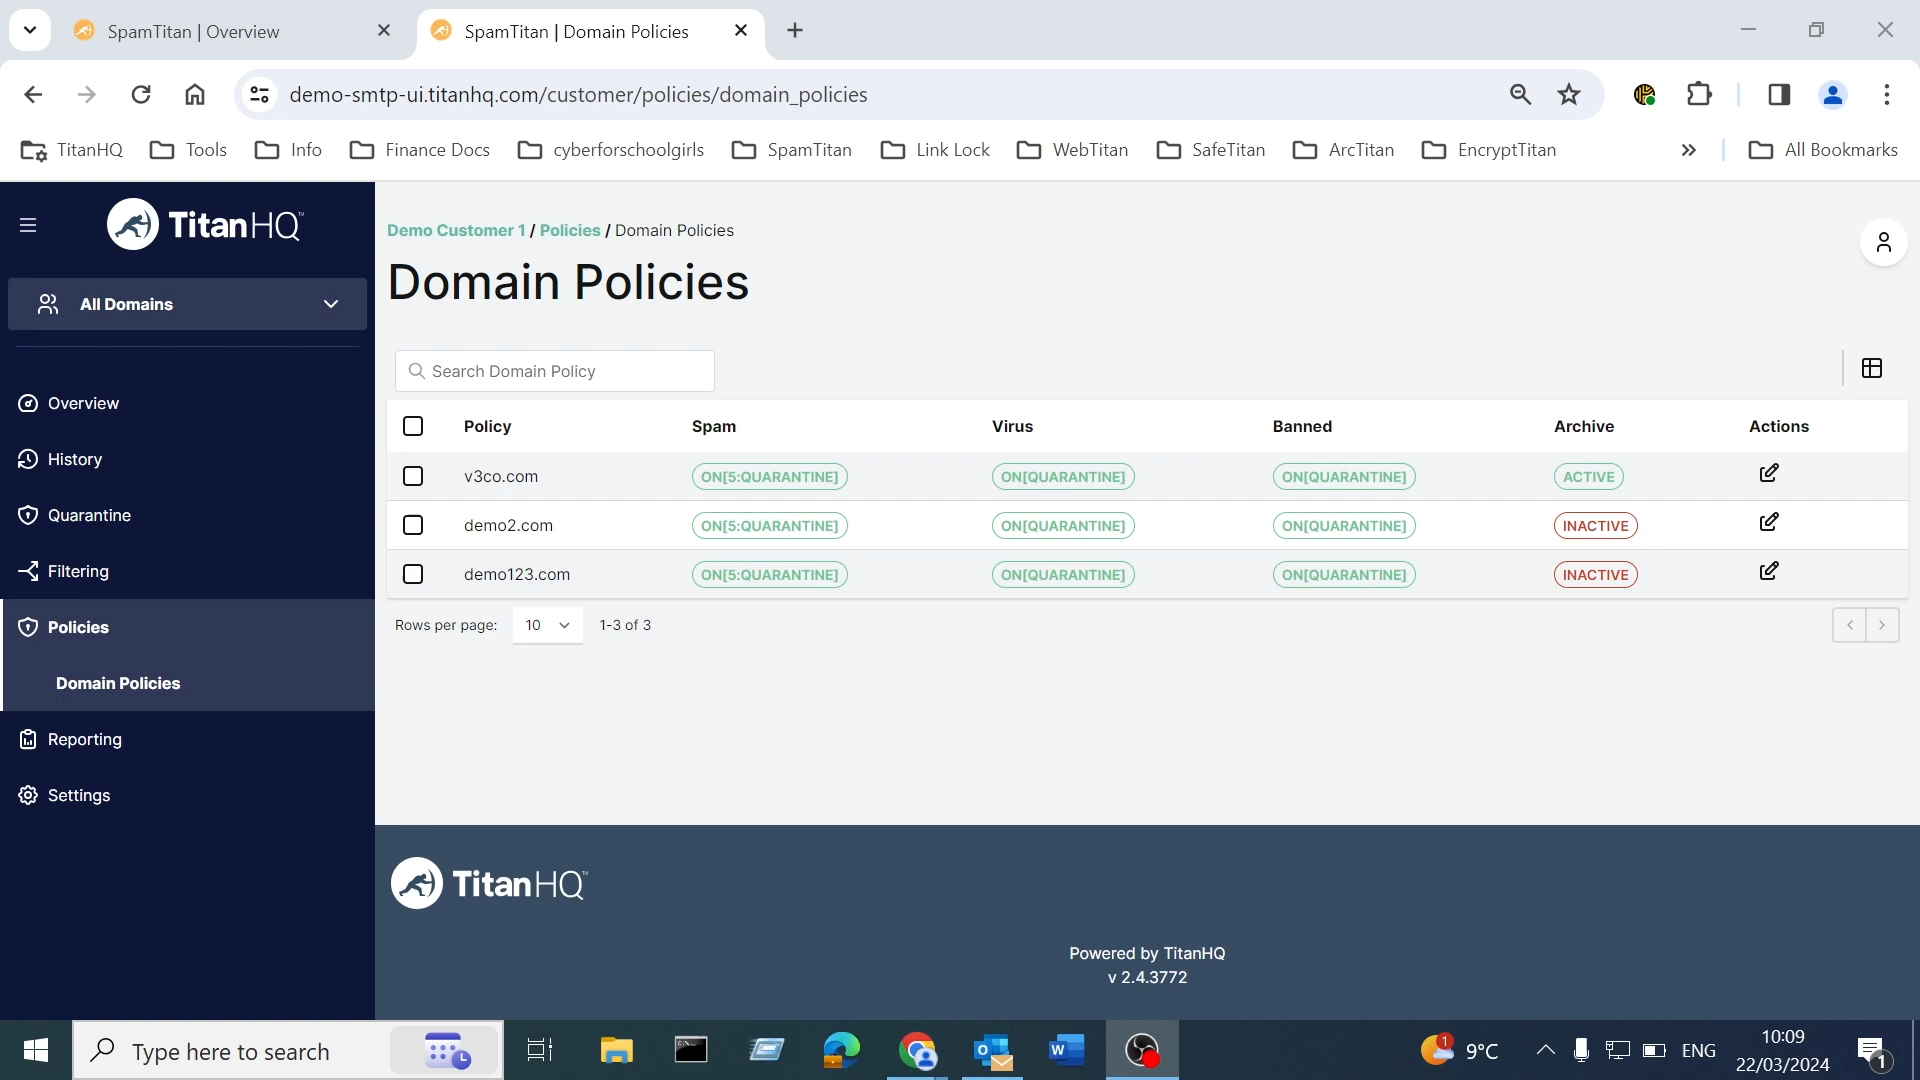 SpamTitan | Overview
SpamTitan | Domain Policies
demo-smtp-ui.titanhq.com/customer/policies/domain_policies
TitanHQ Tools Info Finance Docs cyberforschoolgirls SpamTitan Link Lock WebTitan SafeTitan ArcTitan EncryptTitan » All Bookmarks
TitanHQ™
All Domains
Overview
History
Quarantine
Filtering
Policies
Domain Policies
Reporting
Settings
Demo Customer 1 / Policies / Domain Policies
Domain Policies
Search Domain Policy
Policy Spam Virus Banned Archive Actions
v3co.com ON[5:QUARANTINE] ON[QUARANTINE] ON[QUARANTINE] ACTIVE
demo2.com ON[5:QUARANTINE] ON[QUARANTINE] ON[QUARANTINE] INACTIVE
demo123.com ON[5:QUARANTINE] ON[QUARANTINE] ON[QUARANTINE] INACTIVE
Rows per page: 10 1-3 of 3
TitanHQ™
Powered by TitanHQ
v 2.4.3772
Type here to search
1 9°C ENG
10:09
22/03/2024
1